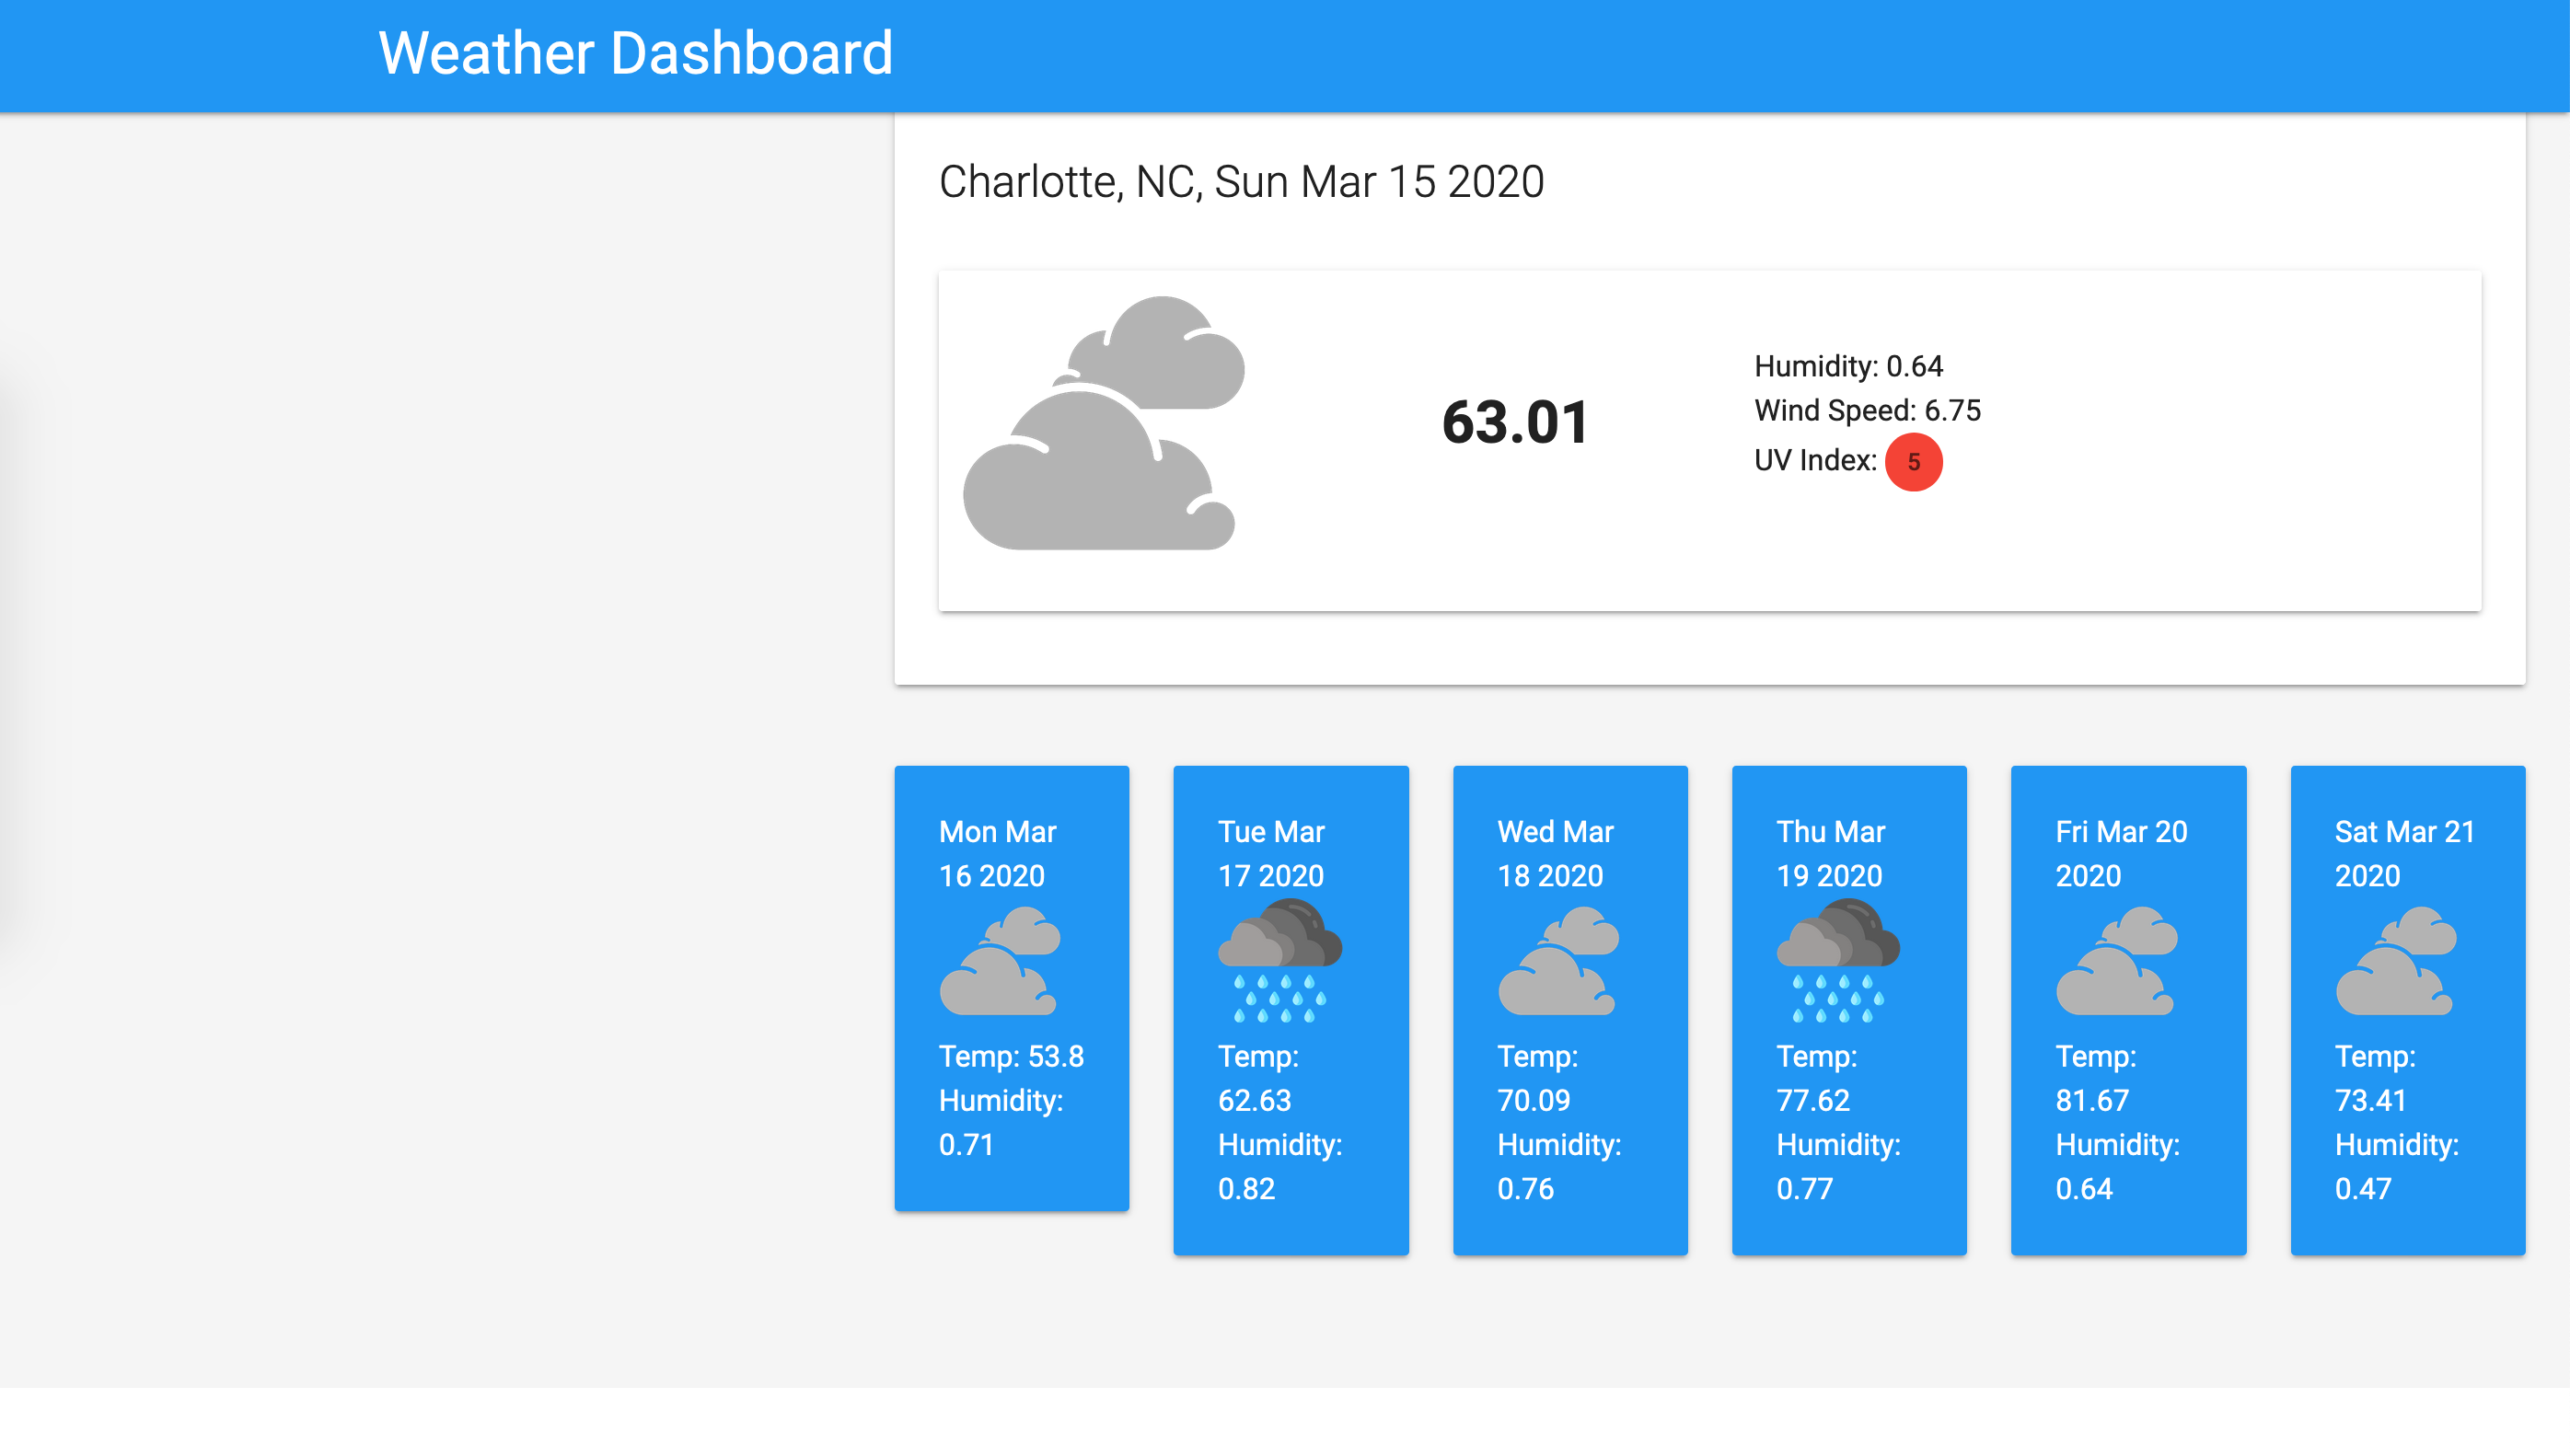 Weather Dashboard
Charlotte, NC, Sun Mar 15 2020
63.01
Humidity: 0.64
Wind Speed: 6.75
UV Index: 5
Mon Mar
16 2020
Temp: 53.8
Humidity:
0.71
Tue Mar
17 2020
Temp:
62.63
Humidity:
0.82
Wed Mar
18 2020
Temp:
70.09
Humidity:
0.76
Thu Mar
19 2020
Temp:
77.62
Humidity:
0.77
Fri Mar 20
2020
Temp:
81.67
Humidity:
0.64
Sat Mar 21
2020
Temp:
73.41
Humidity:
0.47